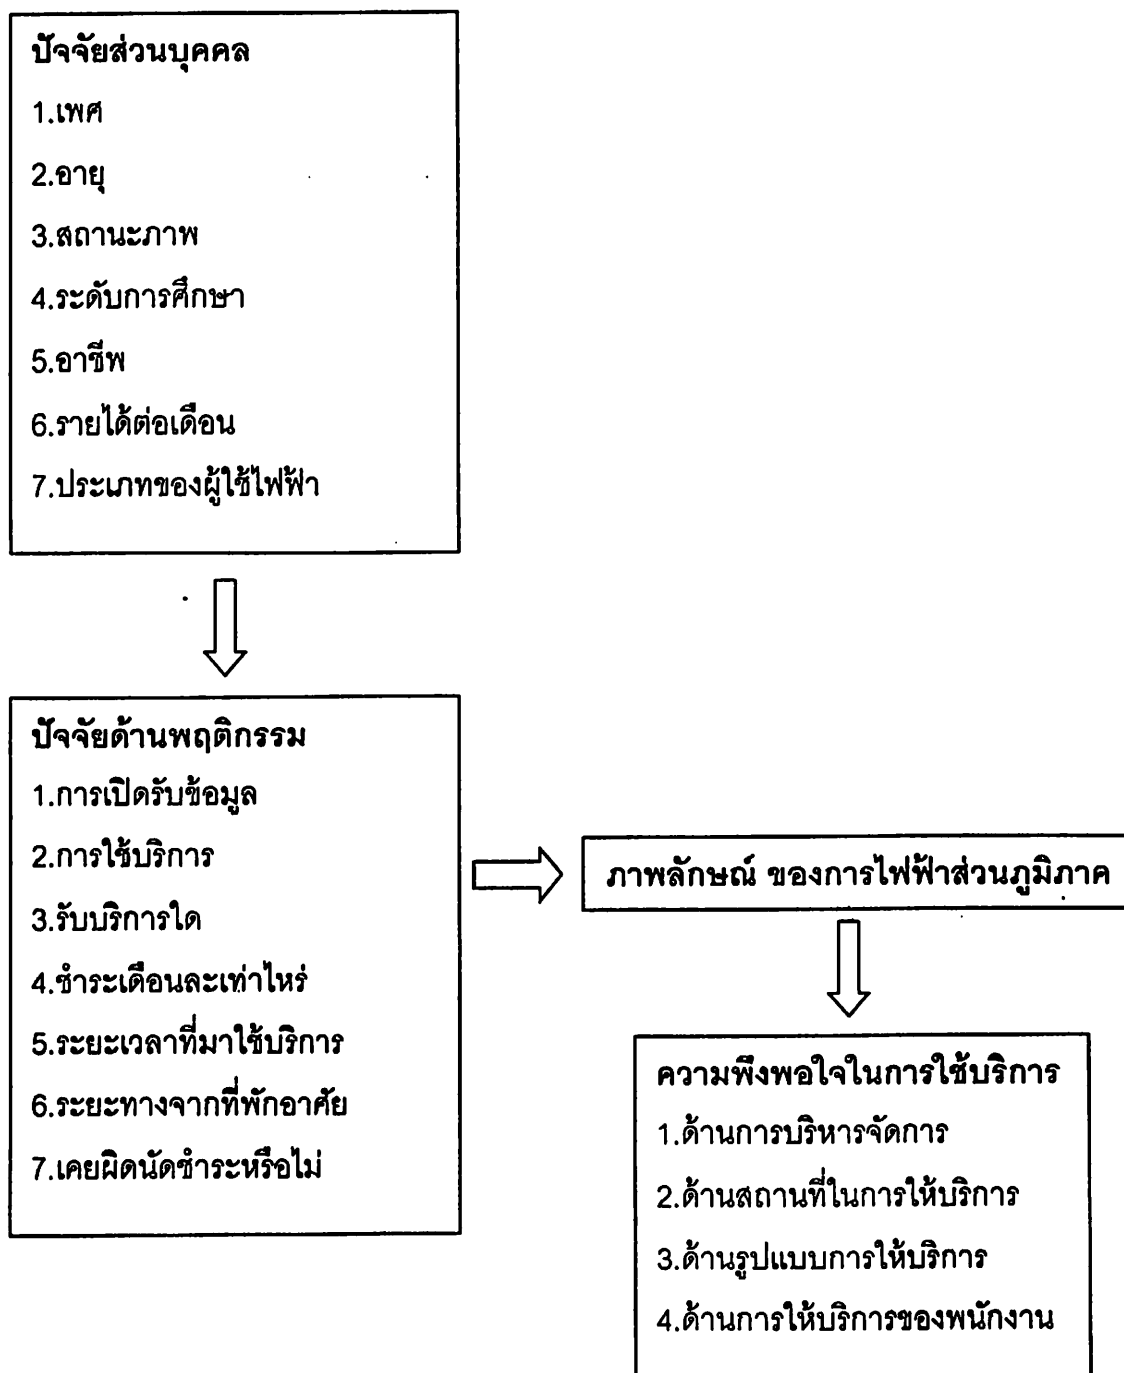 ปัจจัยส่วนบุคคล
1.เพศ
2.อายุ
3.สถานะภาพ
4.ระดับการศึกษา
5.อาชีพ
6.รายได้ต่อเดือน
7.ประเภทของผู้ใช้ไฟฟ้า
ปัจจัยด้านพฤติกรรม
1.การเปิดรับข้อมูล
2.การใช้บริการ
3.รับบริการใด
4.ชำระเดือนละเท่าไหร่
5.ระยะเวลาที่มาใช้บริการ
6.ระยะทางจากที่พักอาศัย
7.เคยผิดนัดชำระหรือไม่
ภาพลักษณ์ ของการไฟฟ้าส่วนภูมิภาค
ความพึงพอใจในการใช้บริการ
1.ด้านการบริหารจัดการ
2.ด้านสถานที่ในการให้บริการ
3.ด้านรูปแบบการให้บริการ
4.ด้านการให้บริการของพนักงาน